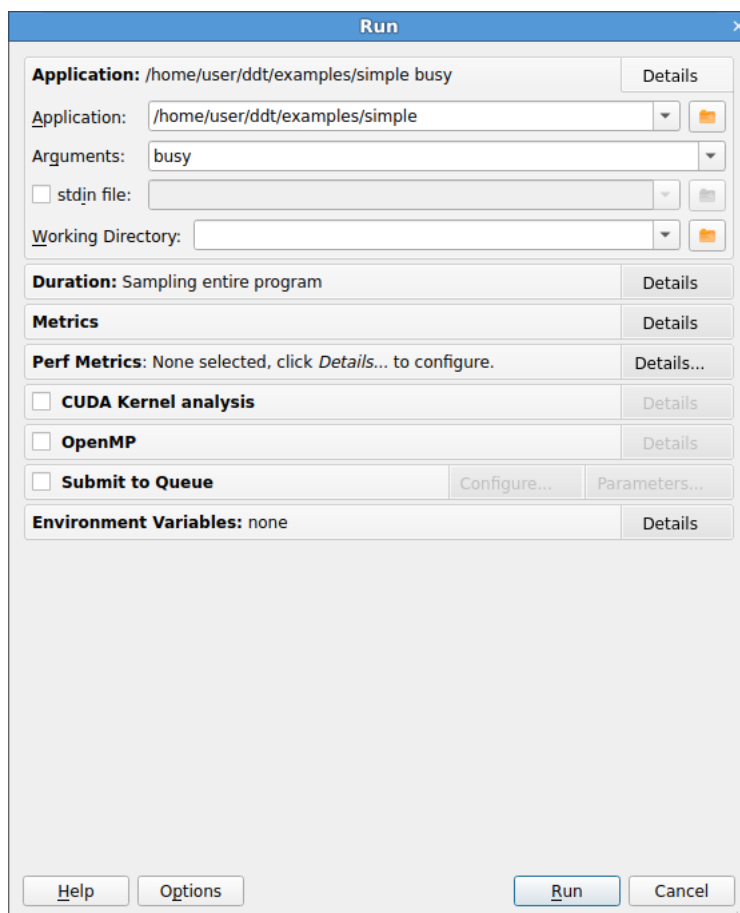 Run
Application: /home/user/ddt/examples/simple busy Details
Application: /home/user/ddt/examples/simple
Arguments: busy
stdin file:
Working Directory:
Duration: Sampling entire program Details
Metrics Details
Perf Metrics: None selected, click Details... to configure. Details...
CUDA Kernel analysis Details
OpenMP Details
Submit to Queue Configure... Parameters...
Environment Variables: none Details
Help Options Run Cancel